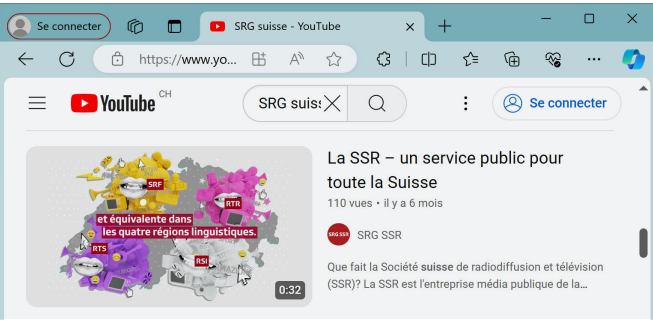 Se connecter
SRG suisse - YouTube
https://www.yo...
YouTube CH
SRG suis
Se connecter
SRF
RTR
et équivalente dans
les quatre régions linguistiques.
RTS
RSI
0:32
La SSR – un service public pour
toute la Suisse
110 vues • il y a 6 mois
SRG SSR
SRG SSR
Que fait la Société suisse de radiodiffusion et télévision
(SSR)? La SSR est l'entreprise média publique de la...